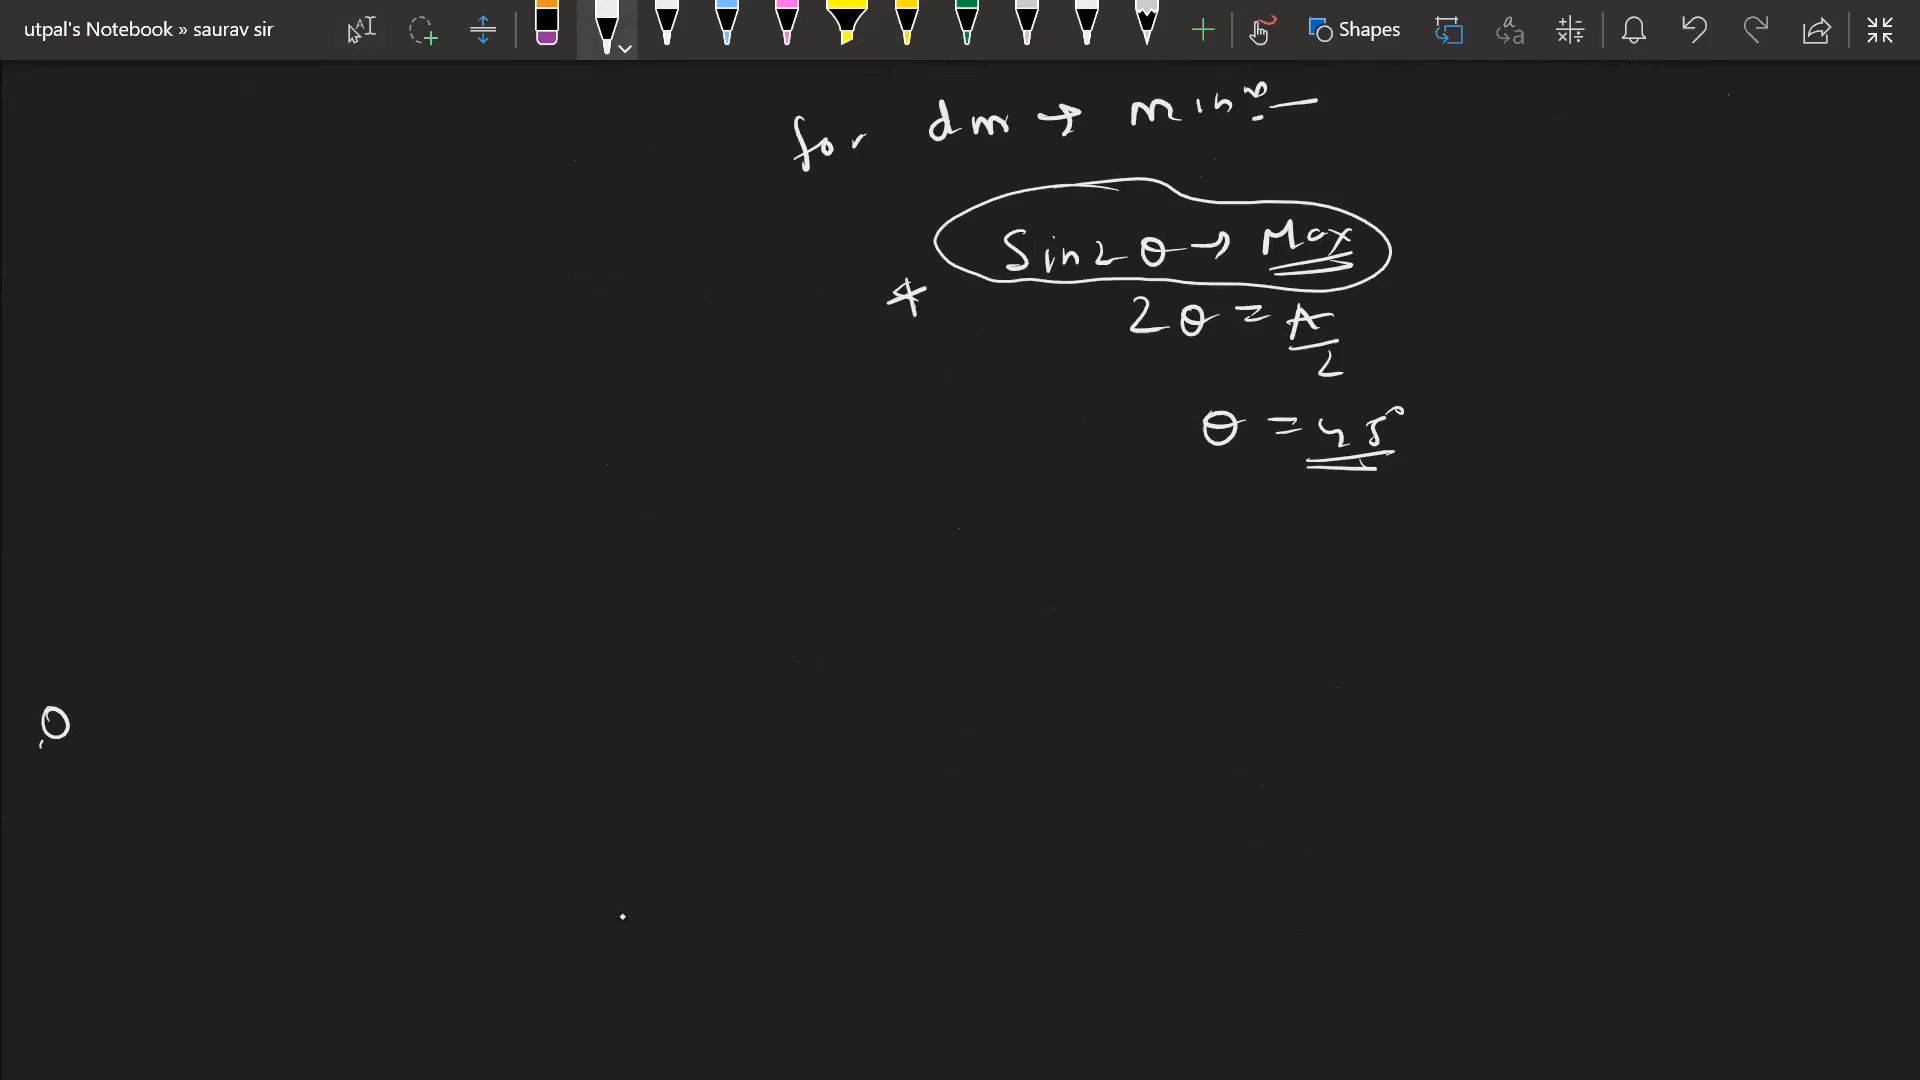 utpal's Notebook » saurav sir
Shapes
for dm → min^m
Sin2θ → Max
*
2θ = π/2
θ = 45°
O